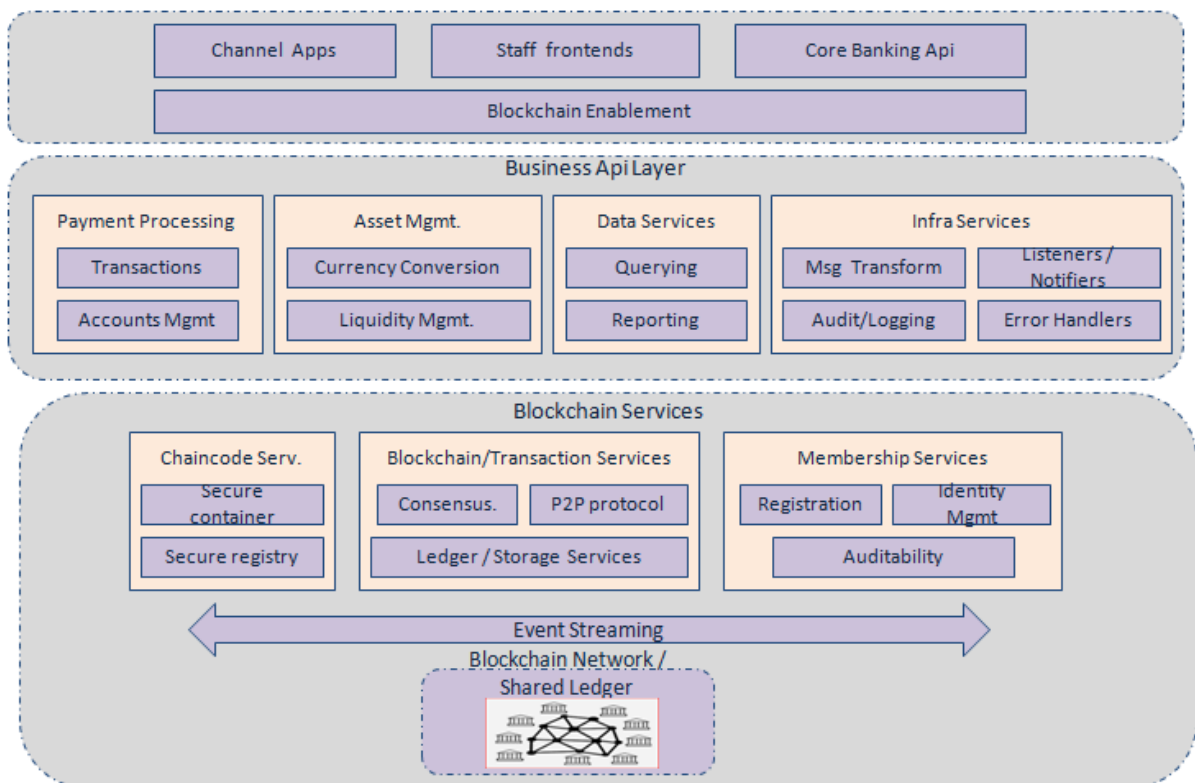 Channel Apps
Staff frontends
Core Banking Api
Blockchain Enablement
Business Api Layer
Payment Processing
Transactions
Accounts Mgmt
Asset Mgmt.
Currency Conversion
Liquidity Mgmt.
Data Services
Querying
Reporting
Infra Services
Msg Transform
Listeners /
Notifiers
Audit/Logging
Error Handlers
Blockchain Services
Chaincode Serv.
Secure
container
Secure registry
Blockchain/Transaction Services
Consensus.
P2P protocol
Ledger / Storage Services
Membership Services
Registration
Identity
Mgmt
Auditability
Event Streaming
Blockchain Network /
Shared Ledger